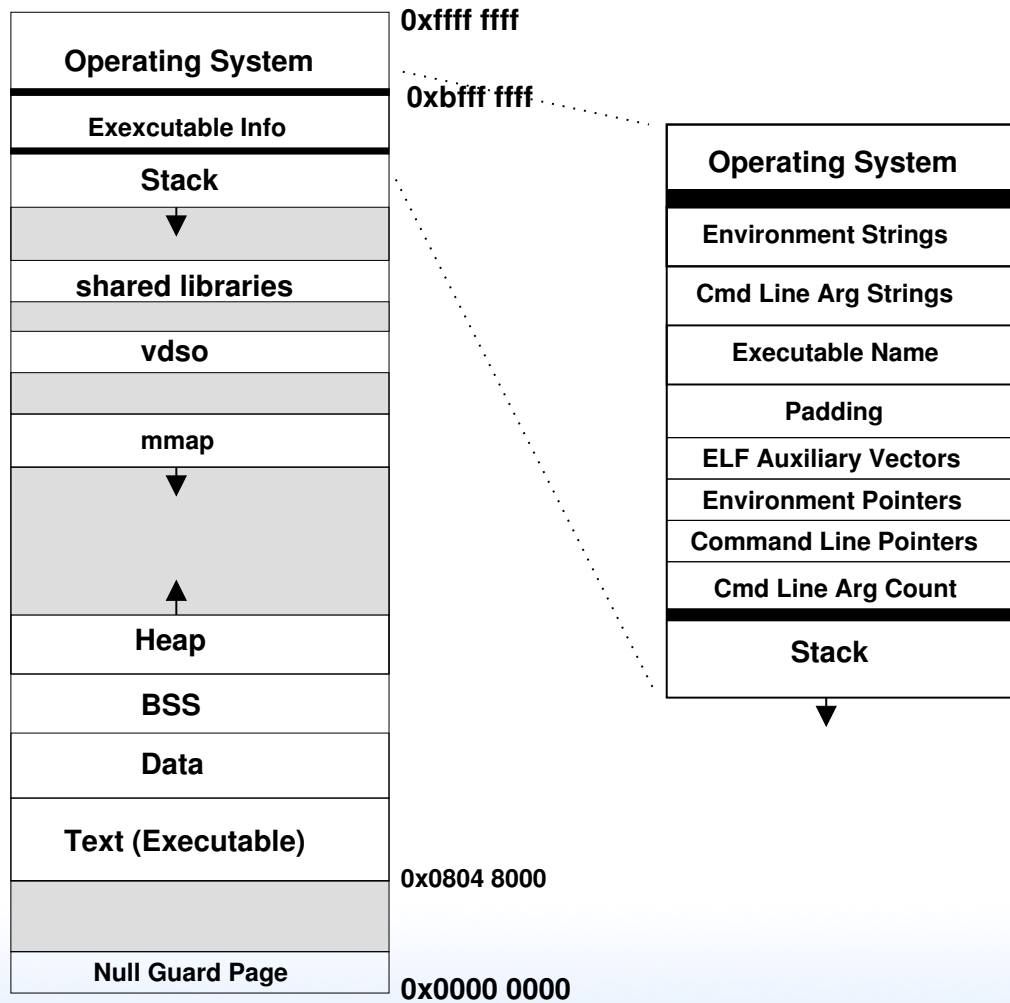 0xffff ffff
Operating System
0xbfff ffff
Exexcutable Info
Stack
shared libraries
vdso
mmap
Heap
BSS
Data
Text (Executable)
0x0804 8000
Null Guard Page
0x0000 0000
Operating System
Environment Strings
Cmd Line Arg Strings
Executable Name
Padding
ELF Auxiliary Vectors
Environment Pointers
Command Line Pointers
Cmd Line Arg Count
Stack